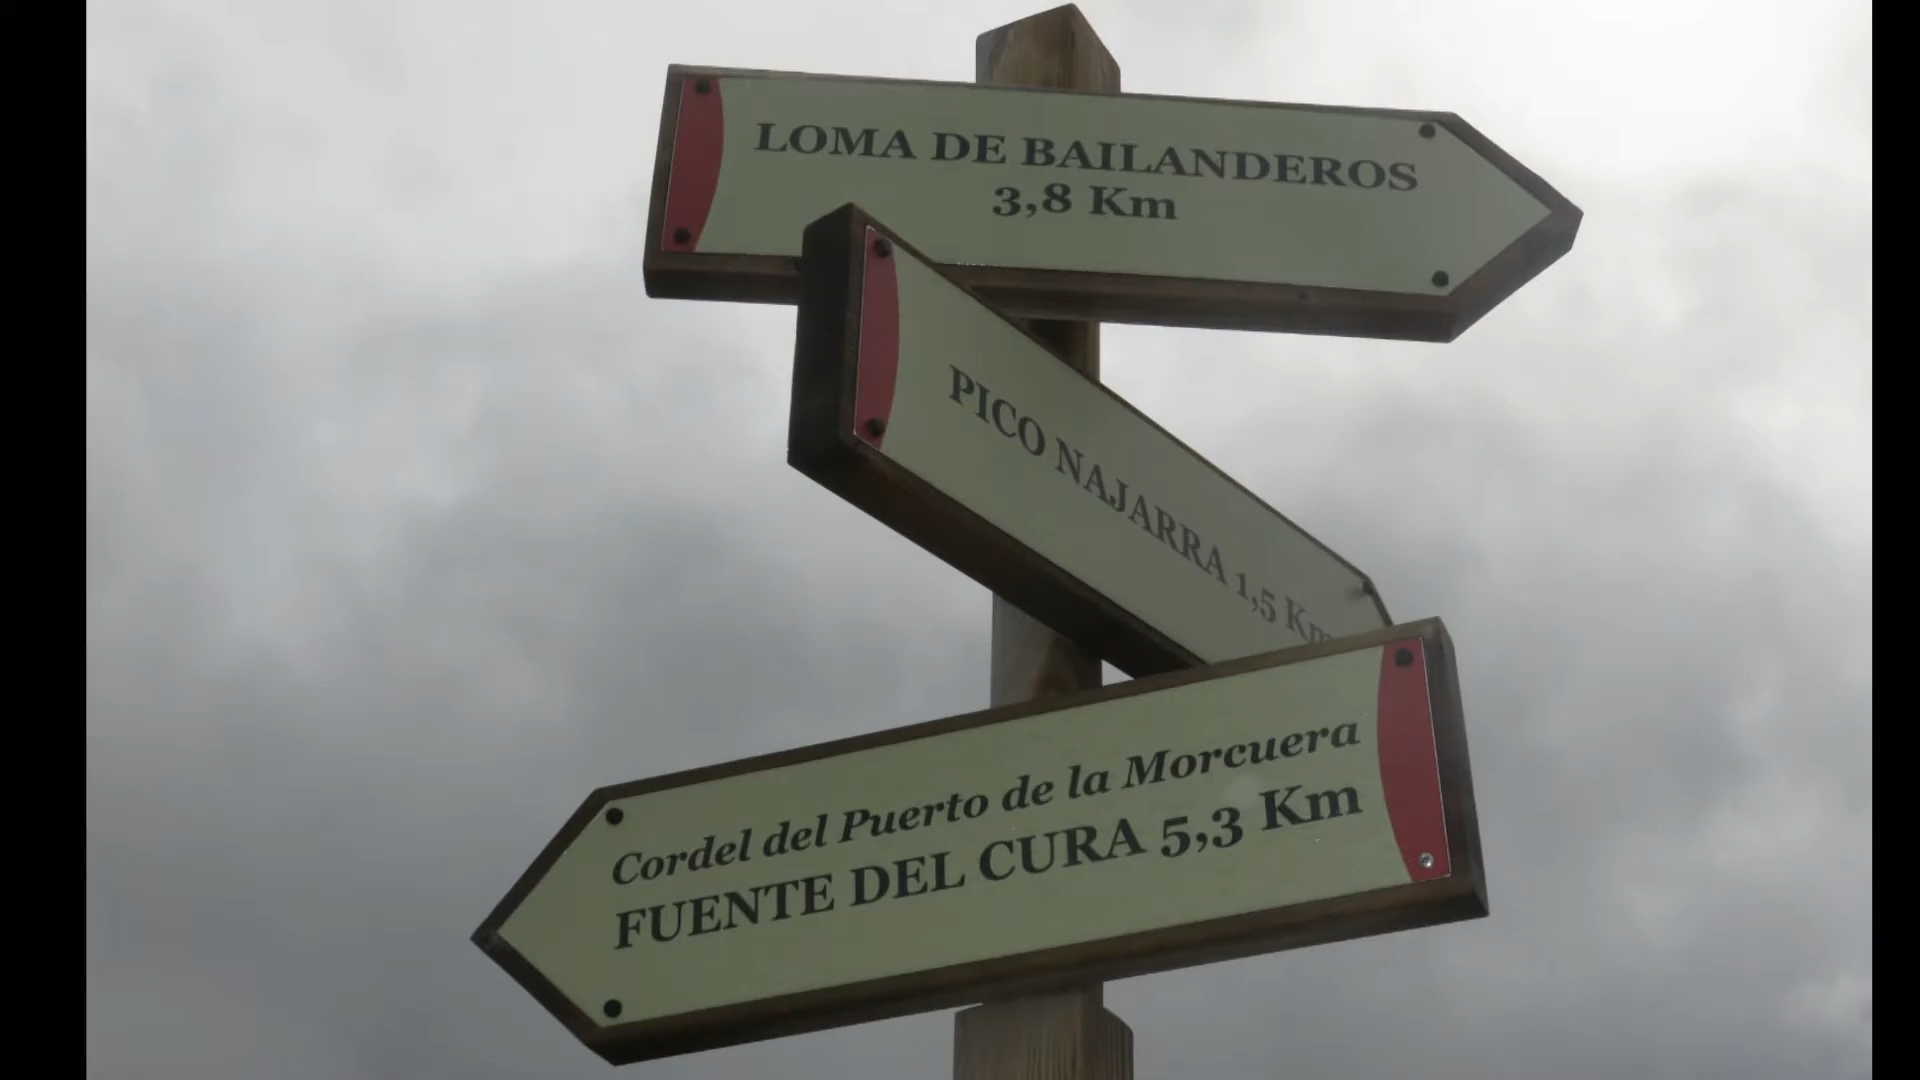 LOMA DE BAILANDEROS
3,8 Km
PICO NAJARRA 1,5 Km
Cordel del Puerto de la Morcuera
FUENTE DEL CURA 5,3 Km